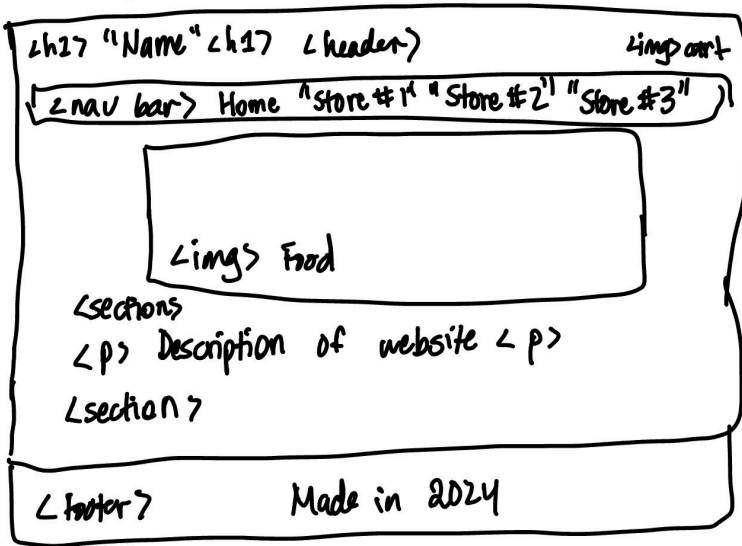 <h1> "Name" <h1> <header> <img> cart
<nav bar> Home "Store #1" "Store #2" "Store #3"
<img> Food
<section>
<p> Description of website <p>
<section>
<footer> Made in 2024